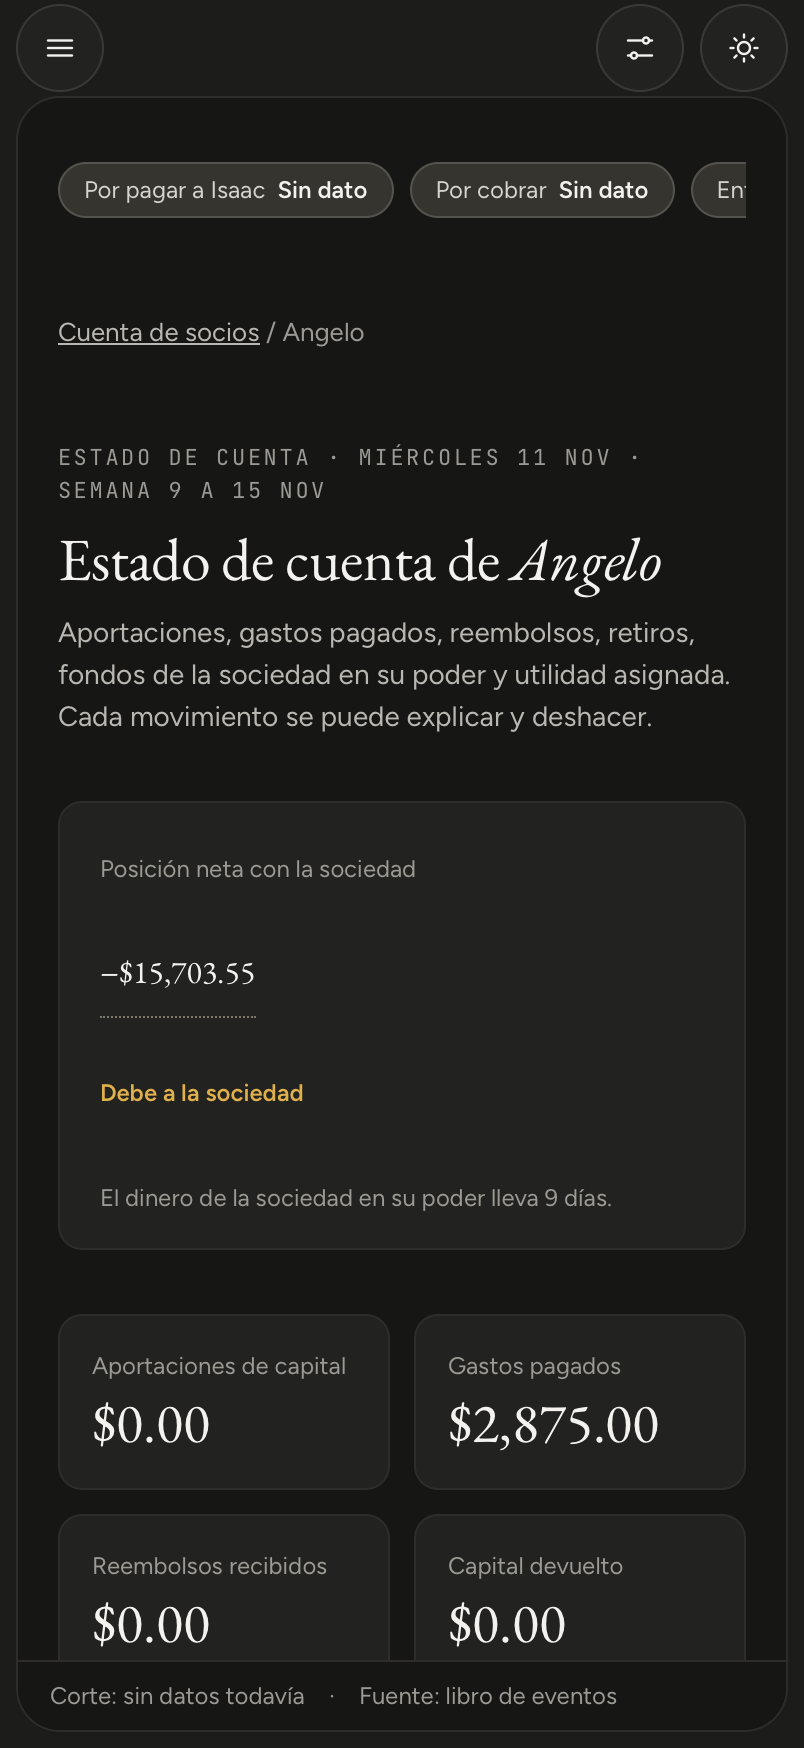 Por pagar a Isaac Sin dato
Por cobrar Sin dato
Cuenta de socios / Angelo
ESTADO DE CUENTA · MIÉRCOLES 11 NOV ·
SEMANA 9 A 15 NOV
Estado de cuenta de Angelo
Aportaciones, gastos pagados, reembolsos, retiros,
fondos de la sociedad en su poder y utilidad asignada.
Cada movimiento se puede explicar y deshacer.
Posición neta con la sociedad
−$15,703.55
Debe a la sociedad
El dinero de la sociedad en su poder lleva 9 días.
Aportaciones de capital
$0.00
Gastos pagados
$2,875.00
Reembolsos recibidos
$0.00
Capital devuelto
$0.00
Corte: sin datos todavía · Fuente: libro de eventos